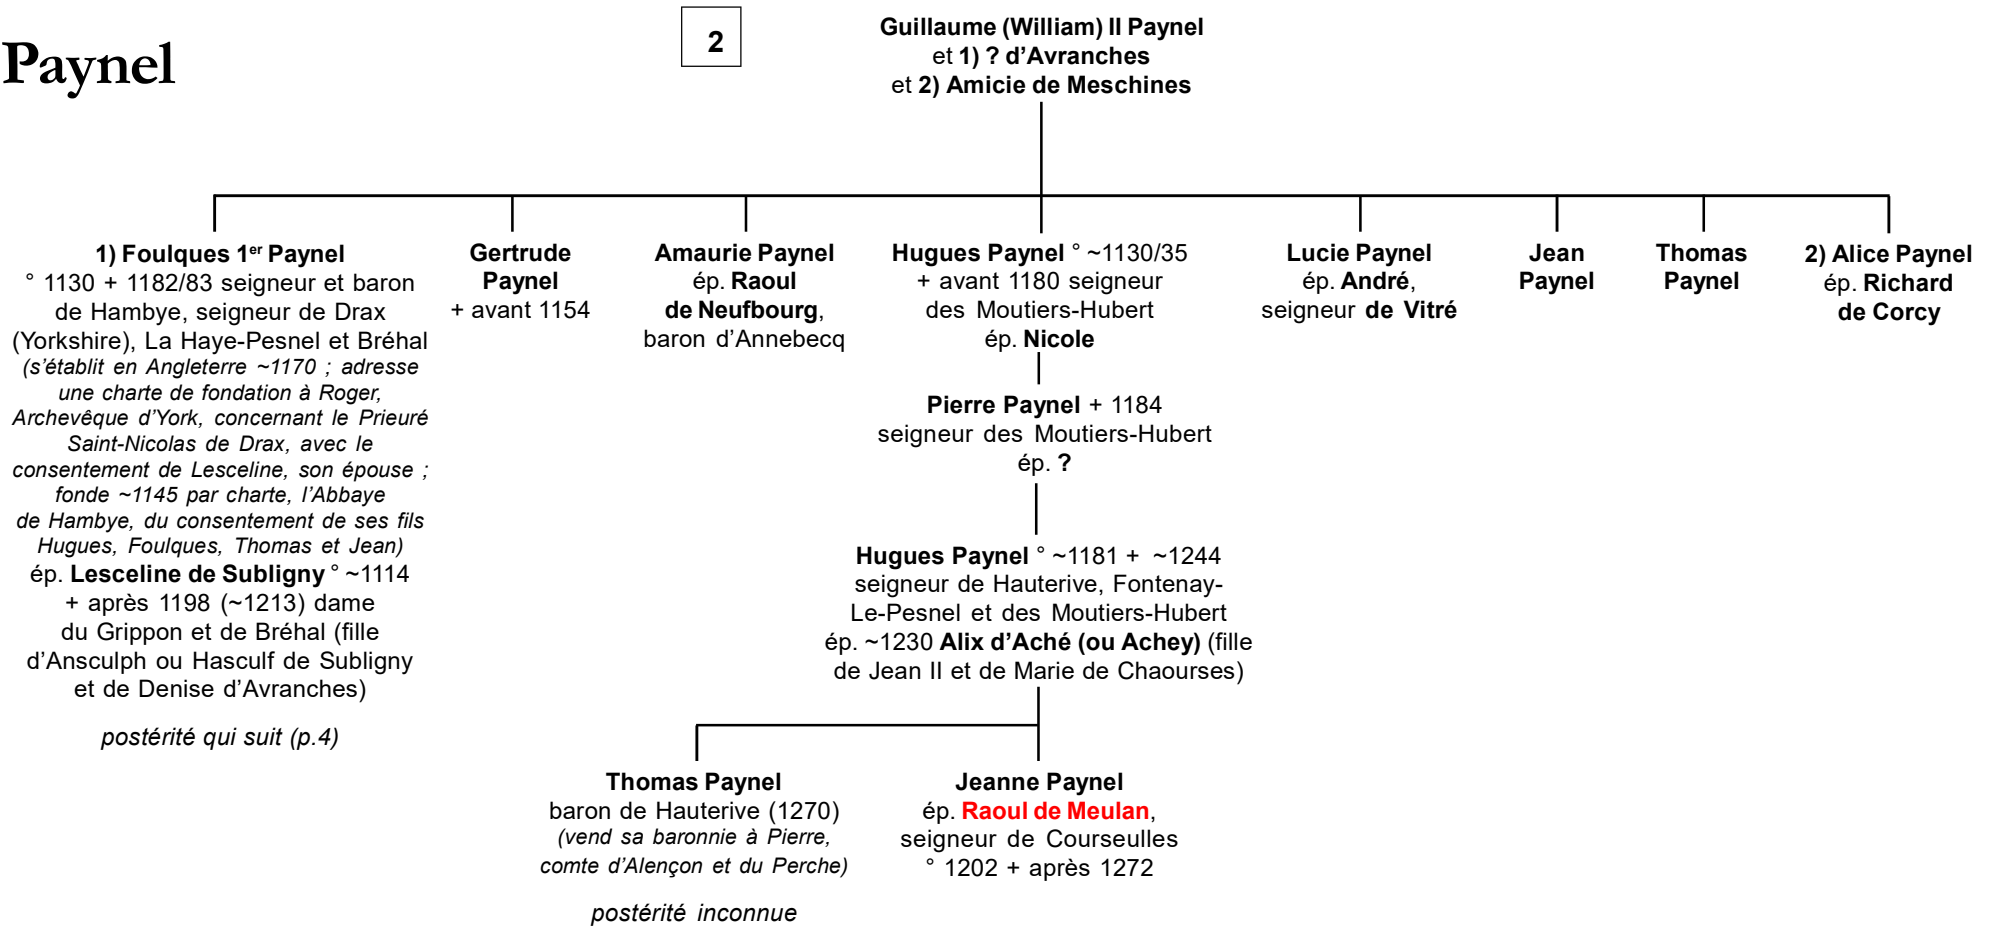 Paynel
2
Guillaume (William) II Paynel
et 1) ? d’Avranches
et 2) Amicie de Meschines
1) Foulques 1er Paynel
° 1130 + 1182/83 seigneur et baron
de Hambye, seigneur de Drax
(Yorkshire), La Haye-Pesnel et Bréhal
(s’établit en Angleterre ~1170 ; adresse
une charte de fondation à Roger,
Archevêque d’York, concernant le Prieuré
Saint-Nicolas de Drax, avec le
consentement de Lesceline, son épouse ;
fonde ~1145 par charte, l’Abbaye
de Hambye, du consentement de ses fils
Hugues, Foulques, Thomas et Jean)
ép. Lesceline de Subligny ° ~1114
+ après 1198 (~1213) dame
du Grippon et de Bréhal (fille
d’Ansculph ou Hasculf de Subligny
et de Denise d’Avranches)
postérité qui suit (p.4)
Gertrude
Paynel
+ avant 1154
Amaurie Paynel
ép. Raoul
de Neufbourg,
baron d’Annebecq
Hugues Paynel ° ~1130/35
+ avant 1180 seigneur
des Moutiers-Hubert
ép. Nicole
Lucie Paynel
ép. André,
seigneur de Vitré
Jean
Paynel
Thomas
Paynel
2) Alice Paynel
ép. Richard
de Corcy
Pierre Paynel + 1184
seigneur des Moutiers-Hubert
ép. ?
Hugues Paynel ° ~1181 + ~1244
seigneur de Hauterive, Fontenay-
Le-Pesnel et des Moutiers-Hubert
ép. ~1230 Alix d’Aché (ou Achey) (fille
de Jean II et de Marie de Chaourses)
Thomas Paynel
baron de Hauterive (1270)
(vend sa baronnie à Pierre,
comte d’Alençon et du Perche)
postérité inconnue
Jeanne Paynel
ép. Raoul de Meulan,
seigneur de Courseulles
° 1202 + après 1272